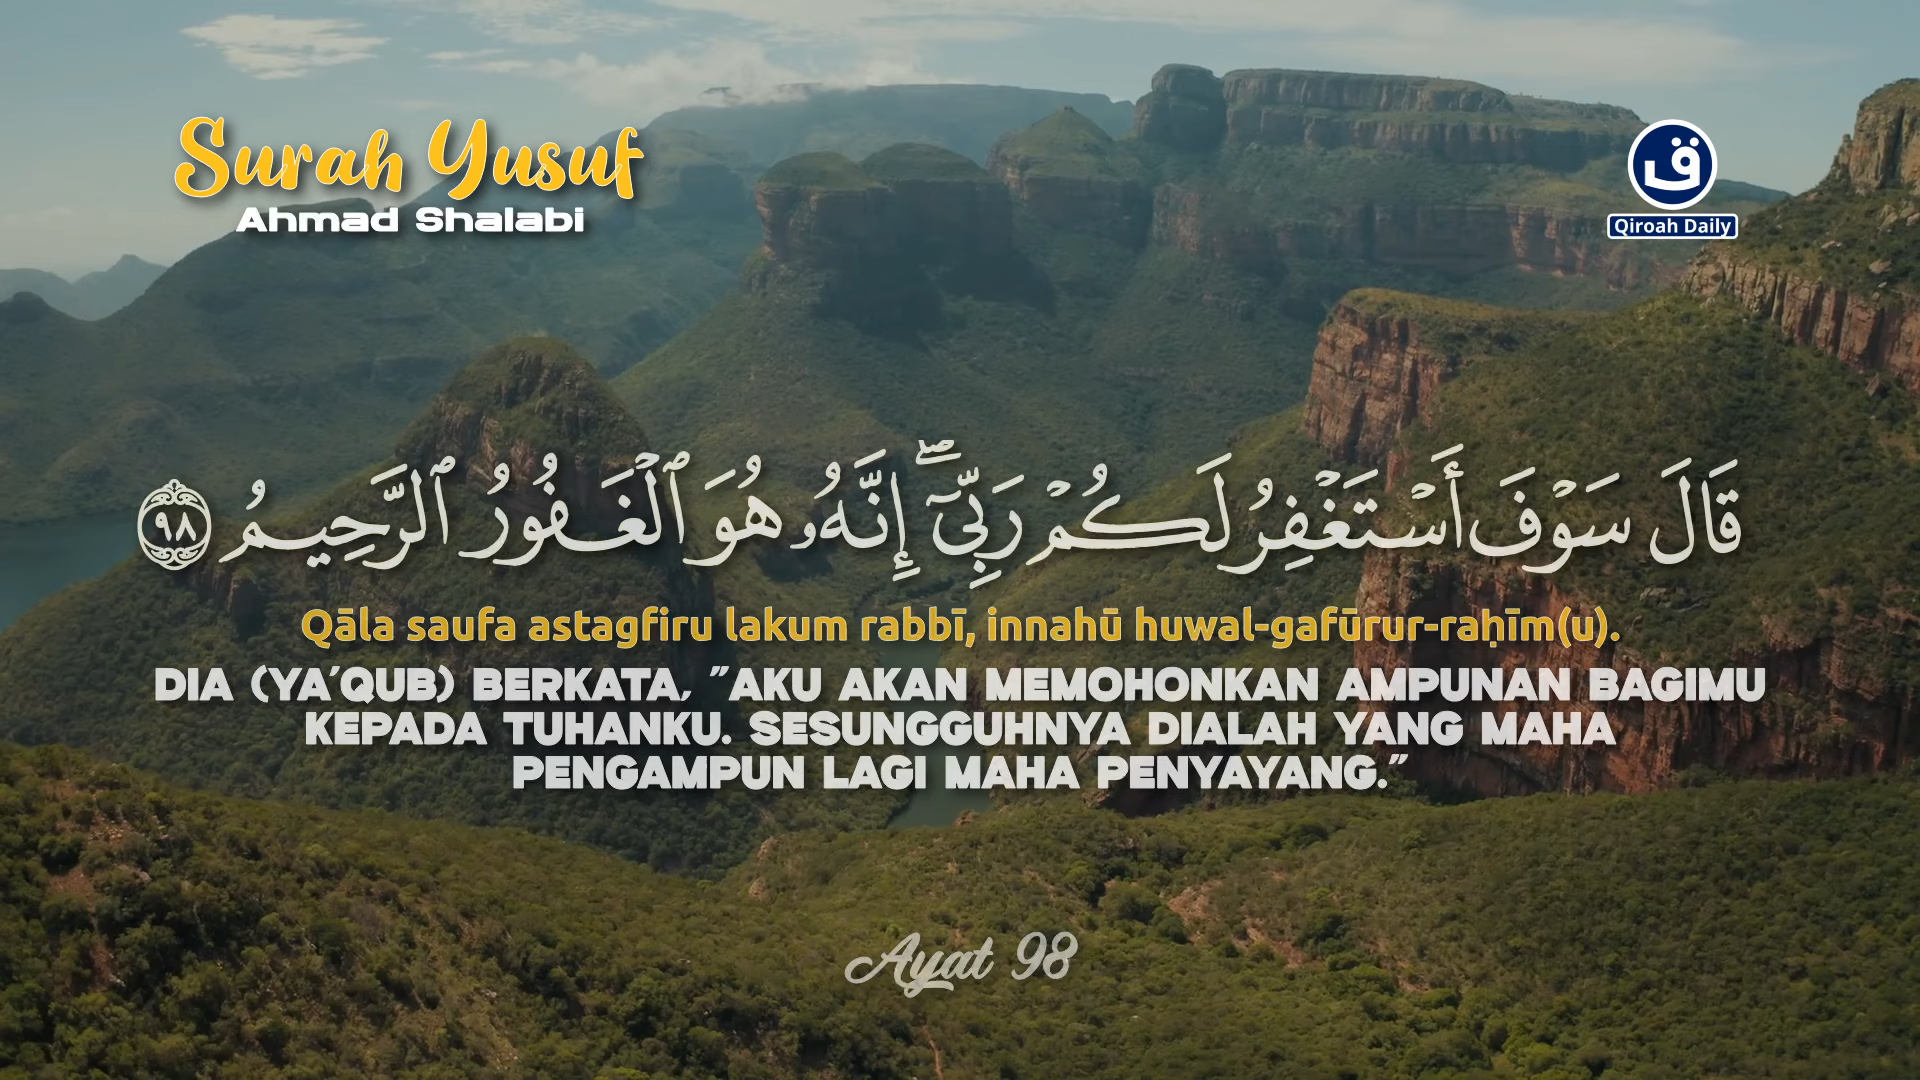 Surah Yusuf
Ahmad Shalabi
ق
Qiroah Daily
قَالَ سَوْفَ أَسْتَغْفِرُ لَكُمْ رَبِّىٓ ۖ إِنَّهُۥ هُوَ ٱلْغَفُورُ ٱلرَّحِيمُ ٩٨
Qāla saufa astagfiru lakum rabbī, innahū huwal-gafūrur-raḥīm(u).
DIA (YA'QUB) BERKATA, "AKU AKAN MEMOHONKAN AMPUNAN BAGIMU
KEPADA TUHANKU. SESUNGGUHNYA DIALAH YANG MAHA
PENGAMPUN LAGI MAHA PENYAYANG."
Ayat 98